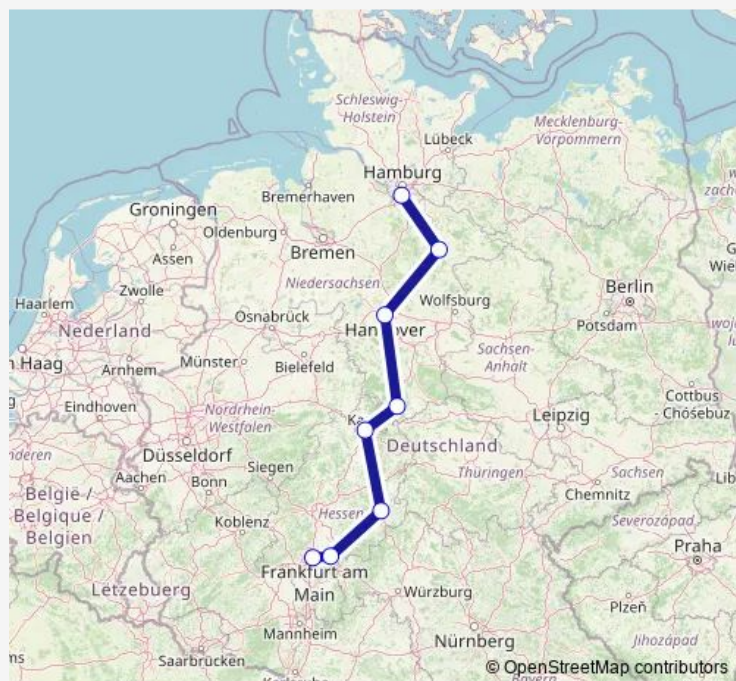 Schleswig-
Holstein
Mecklenburg-
Vorpommern
Lübeck
Hamburg
Bremerhaven
Groningen
Oldenburg
Bremen
Assen
Niedersachsen
Berlin
Zwolle
Wolfsburg
Haarlem
Osnabrück
Potsdam
Nederland
Han over
Haag
Arnhem
Münster
Bielefeld
Sachsen-
Anhalt
Cottbus
- Chóśebuz
Eindhoven
Nordrhein-
Westfalen
Ka
Leipzig
Düsseldorf
Deutschland
Siegen
Aachen
Bonn
Thüringen
Sachsen
België /
Belgique /
Belgien
Chemnitz
Koblenz
Hessen
Severozápad
Praha
Frankfurt am
Main
Lëtzebuerg
Würzburg
Plzeň
Mannheim
Nürnberg
Jihozápad
Saarbrücken
© OpenStreetMap contributors